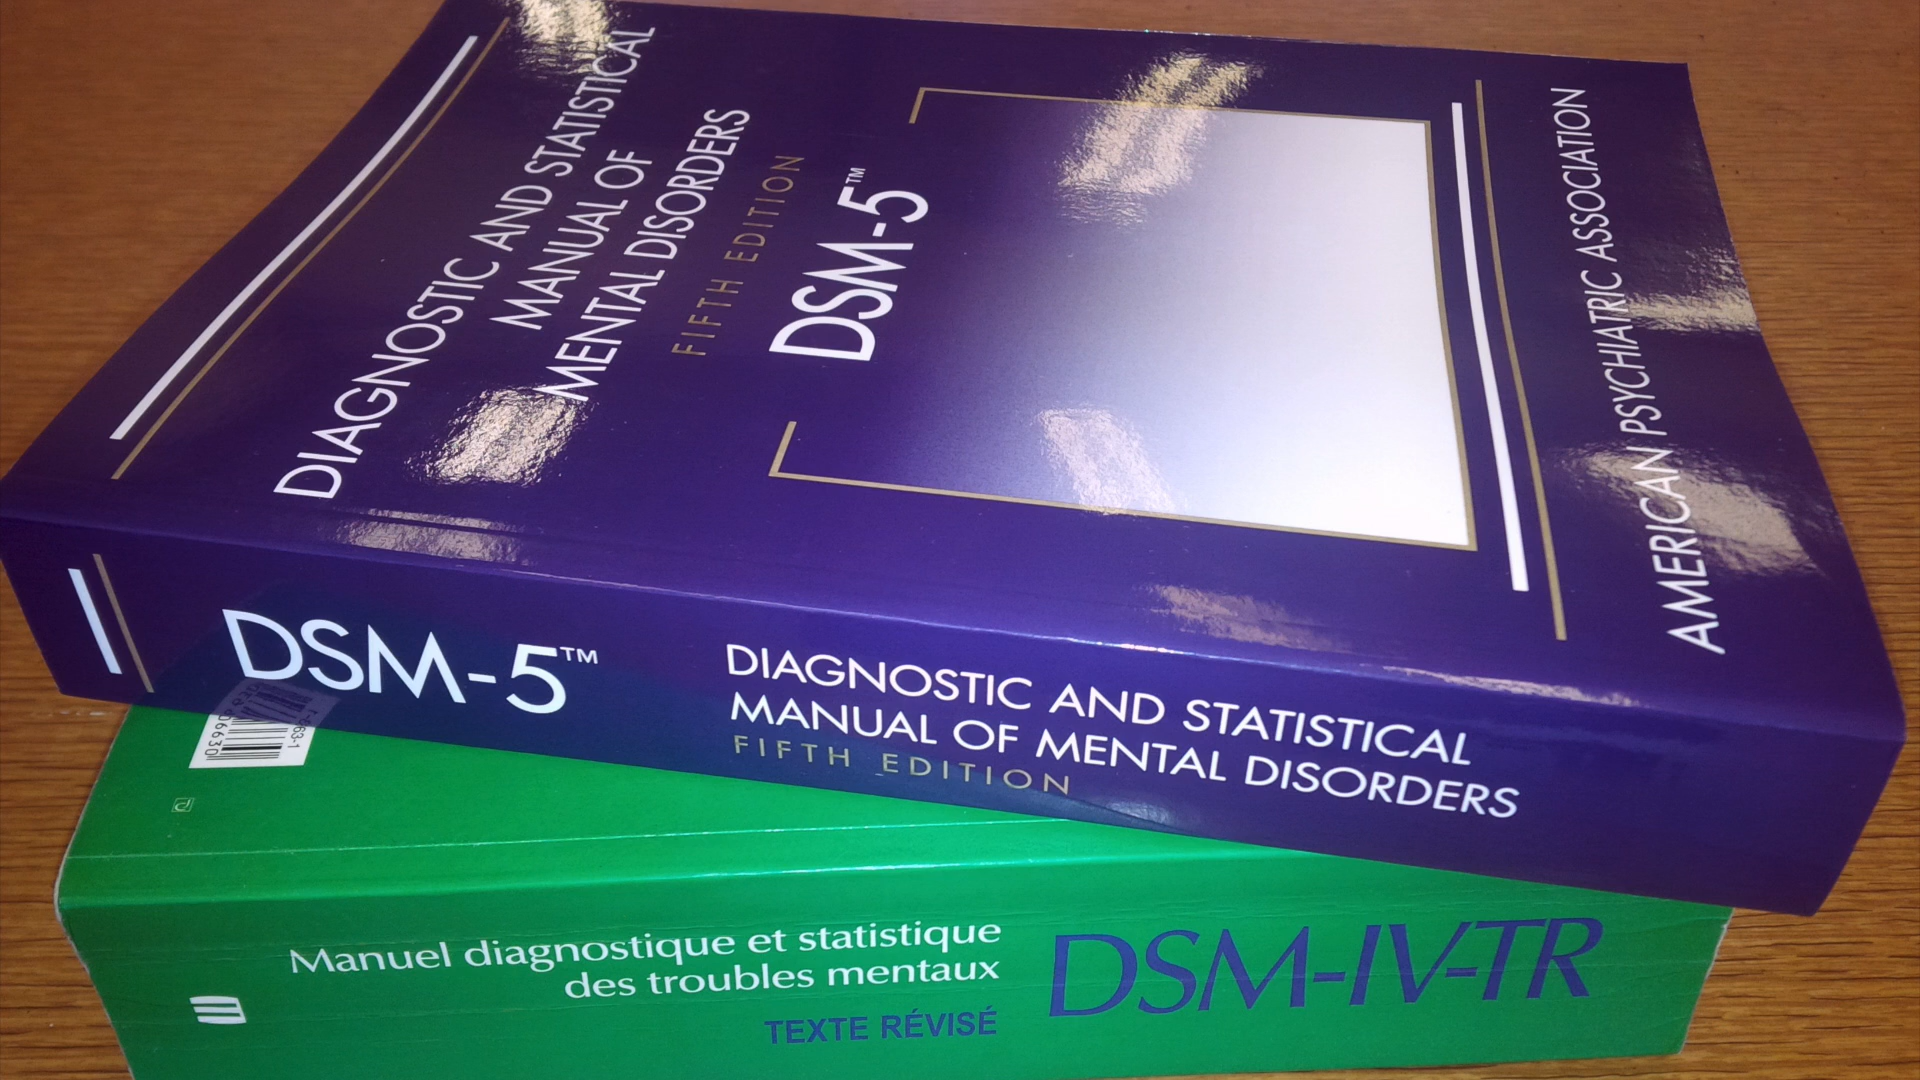 DIAGNOSTIC AND STATISTICAL
MANUAL OF
MENTAL DISORDERS
FIFTH EDITION
DSM-5™
AMERICAN PSYCHIATRIC ASSOCIATION
DSM-5™
DIAGNOSTIC AND STATISTICAL
MANUAL OF MENTAL DISORDERS
FIFTH EDITION
Manuel diagnostique et statistique
des troubles mentaux
TEXTE RÉVISÉ
DSM-IV-TR